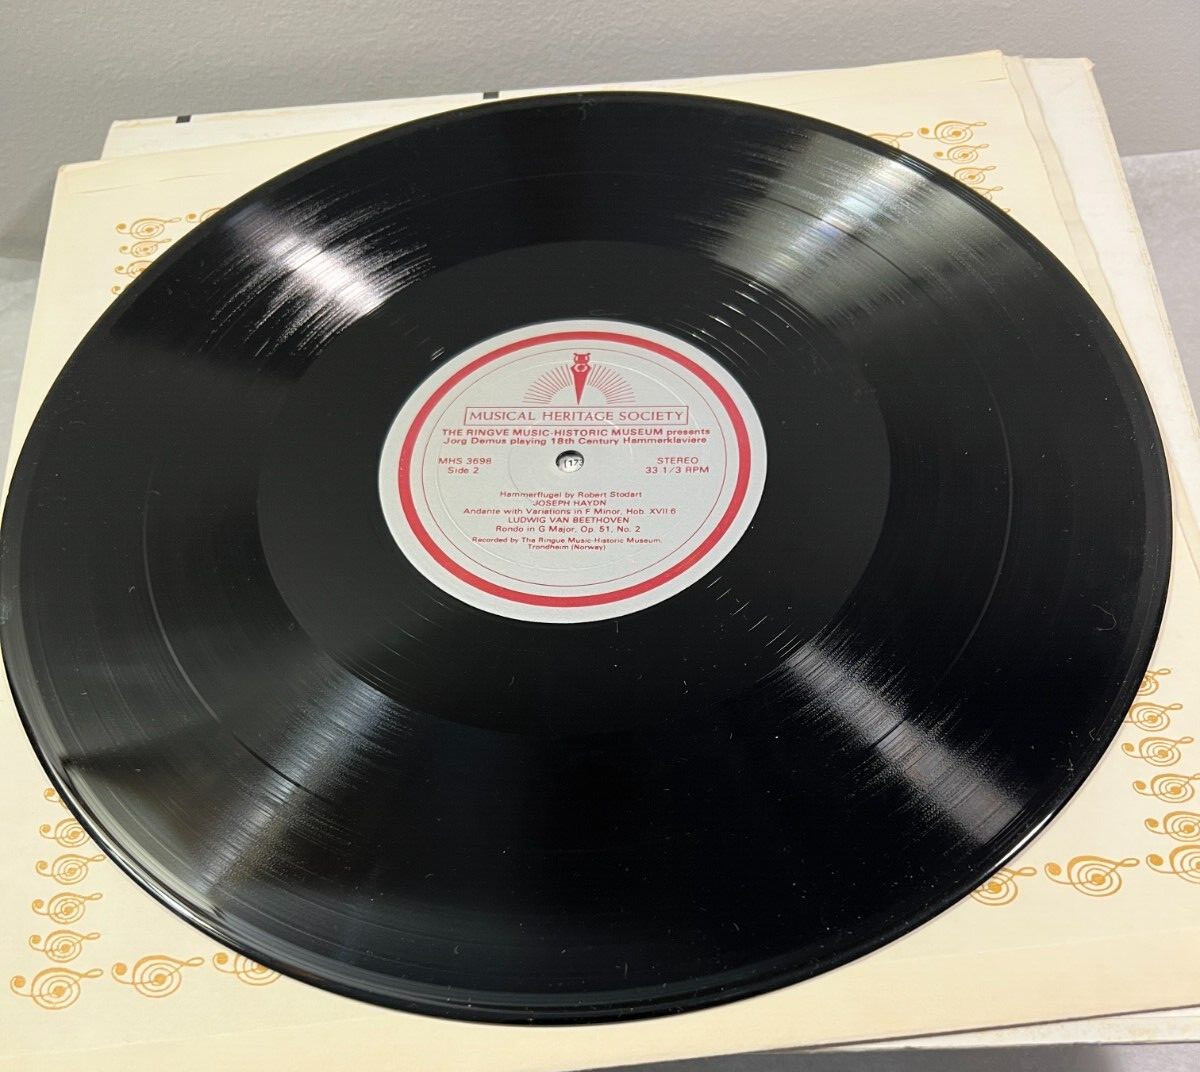 MUSICAL HERITAGE SOCIETY
THE RINGVE MUSIC-HISTORIC MUSEUM presents
Jorg Demus playing 18th Century Hammerklaviere
MHS 3698
Side 2
STEREO
33 1/3 RPM
Hammerflugel by Robert Stodart
JOSEPH HAYDN
Andante with Variations in F Minor, Hob. XVII:6
LUDWIG VAN BEETHOVEN
Rondo in G Major, Op. 51, No. 2
Recorded by The Ringve Music-Historic Museum,
Trondheim (Norway)